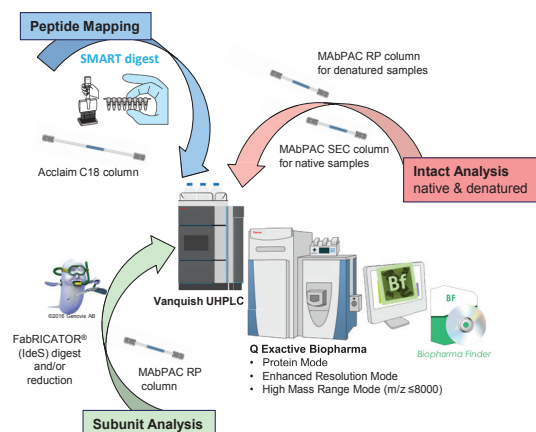 Peptide Mapping
SMART digest
Acclaim C18 column
MAbPAC RP column
for denatured samples
MAbPAC SEC column
for native samples
Intact Analysis
native & denatured
Vanquish UHPLC
©2016 Genovis AB
FabRICATOR®
(IdeS) digest
and/or
reduction
MAbPAC RP
column
Subunit Analysis
Q Exactive Biopharma
• Protein Mode
• Enhanced Resolution Mode
• High Mass Range Mode (m/z ≤8000)
Bf
BF
Biopharma Finder